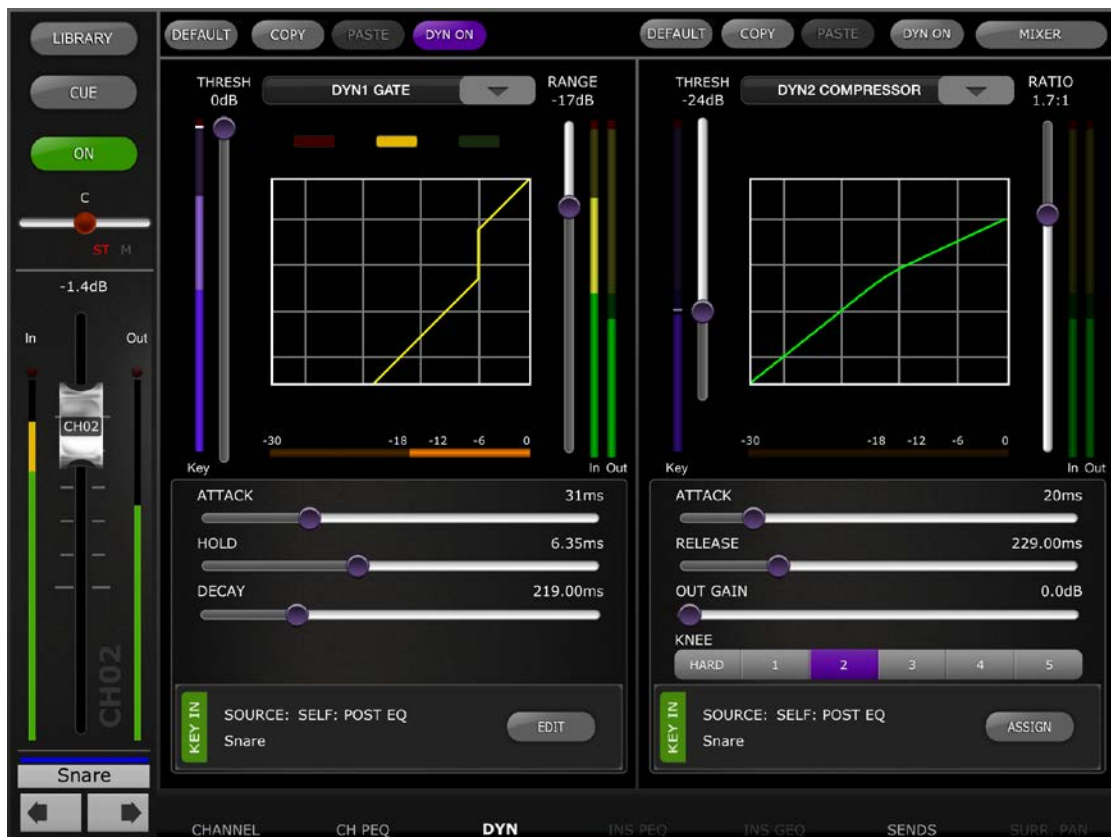 LIBRARY
CUE
ON
C
ST M
-1.4dB
In Out
CH02
CH02
Snare
DEFAULT COPY PASTE DYN ON
THRESH
0dB
DYN1 GATE
RANGE
-17dB
-30 -18 -12 -6 0
Key In Out
ATTACK 31ms
HOLD 6.35ms
DECAY 219.00ms
KEY IN
SOURCE: SELF: POST EQ
Snare
EDIT
DEFAULT COPY PASTE DYN ON MIXER
THRESH
-24dB
DYN2 COMPRESSOR
RATIO
1.7:1
-30 -18 -12 -6 0
Key In Out
ATTACK 20ms
RELEASE 229.00ms
OUT GAIN 0.0dB
KNEE
HARD 1 2 3 4 5
KEY IN
SOURCE: SELF: POST EQ
Snare
ASSIGN
CHANNEL CH PEQ DYN INS PEQ INS GEQ SENDS SURR. PAN